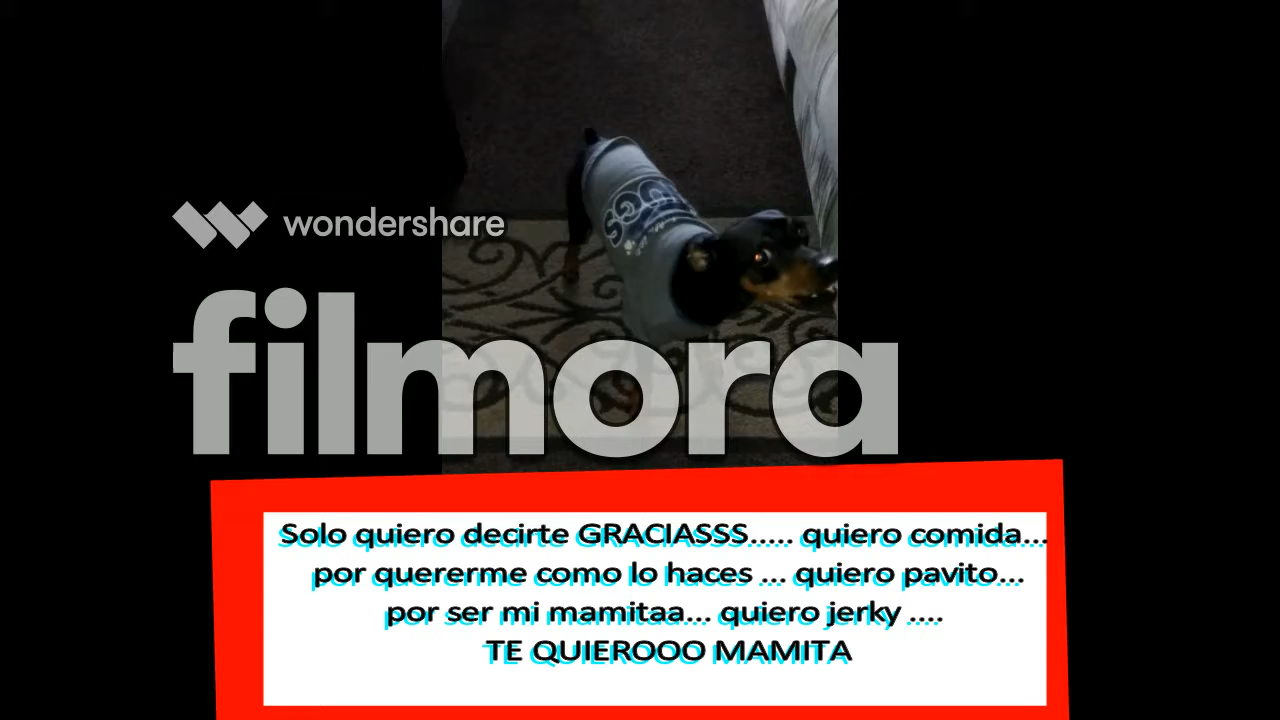 wondershare
filmora
Solo quiero decirte GRACIASSS..... quiero comida...
por quererme como lo haces ... quiero pavito...
por ser mi mamitaa... quiero jerky ....
TE QUIEROOO MAMITA